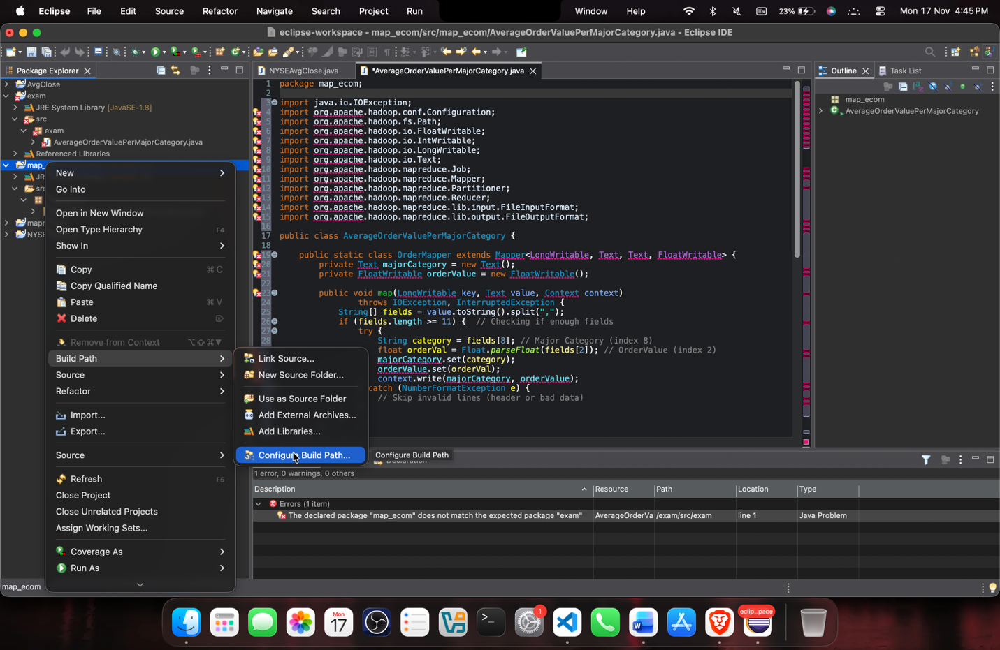 Eclipse File Edit Source Refactor Navigate Search Project Run Window Help 23% Mon 17 Nov 4:45 PM
eclipse-workspace - map_ecom/src/map_ecom/AverageOrderValuePerMajorCategory.java - Eclipse IDE
Package Explorer
AvgClose
exam
JRE System Library [JavaSE-1.8]
src
exam
AverageOrderValuePerMajorCategory.java
Referenced Libraries
map_
JR
src
mapr
NYSE
New
Go Into
Open in New Window
Open Type Hierarchy F4
Show In
Copy ⌘ C
Copy Qualified Name
Paste ⌘ V
Delete ⌦
Remove from Context ⌥⇧⌘▼
Build Path
Source
Refactor
Import...
Export...
Source
Refresh F5
Close Project
Close Unrelated Projects
Assign Working Sets...
Coverage As
Run As
map_ecom
Link Source...
New Source Folder...
Use as Source Folder
Add External Archives...
Add Libraries...
Configure Build Path...
Configure Build Path
NYSEAvgClose.java *AverageOrderValuePerMajorCategory.java
1 package map_ecom;
2
3 import java.io.IOException;
4 import org.apache.hadoop.conf.Configuration;
5 import org.apache.hadoop.fs.Path;
6 import org.apache.hadoop.io.FloatWritable;
7 import org.apache.hadoop.io.IntWritable;
8 import org.apache.hadoop.io.LongWritable;
9 import org.apache.hadoop.io.Text;
10 import org.apache.hadoop.mapreduce.Job;
11 import org.apache.hadoop.mapreduce.Mapper;
12 import org.apache.hadoop.mapreduce.Partitioner;
13 import org.apache.hadoop.mapreduce.Reducer;
14 import org.apache.hadoop.mapreduce.lib.input.FileInputFormat;
15 import org.apache.hadoop.mapreduce.lib.output.FileOutputFormat;
16
17 public class AverageOrderValuePerMajorCategory {
18
19 public static class OrderMapper extends Mapper<LongWritable, Text, Text, FloatWritable> {
20 private Text majorCategory = new Text();
21 private FloatWritable orderValue = new FloatWritable();
22
23 public void map(LongWritable key, Text value, Context context)
24 throws IOException, InterruptedException {
25 String[] fields = value.toString().split(",");
26 if (fields.length >= 11) { // Checking if enough fields
27 try {
28 String category = fields[8]; // Major Category (index 8)
float orderVal = Float.parseFloat(fields[2]); // OrderValue (index 2)
majorCategory.set(category);
orderValue.set(orderVal);
context.write(majorCategory, orderValue);
catch (NumberFormatException e) {
// Skip invalid lines (header or bad data)
Declaration
1 error, 0 warnings, 0 others
Description Resource Path Location Type
Errors (1 item)
The declared package "map_ecom" does not match the expected package "exam" AverageOrderVa /exam/src/exam line 1 Java Problem
Outline Task List
map_ecom
AverageOrderValuePerMajorCategory
Mon
17
1
eclip...pace